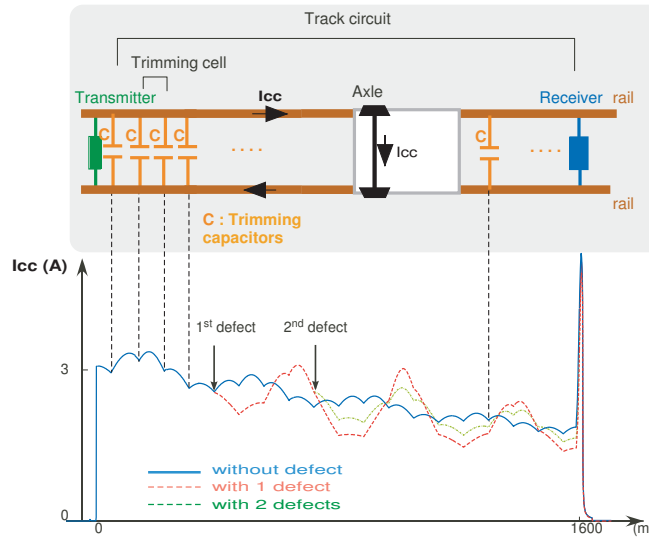 Track circuit
Trimming cell
Transmitter
Icc
Axle
Receiver
rail
C
C
C
C
C
Icc
. . . .
. . . .
C : Trimming
capacitors
rail
Icc (A)
1st defect
2nd defect
3
without defect
with 1 defect
with 2 defects
0
0
1600
(m